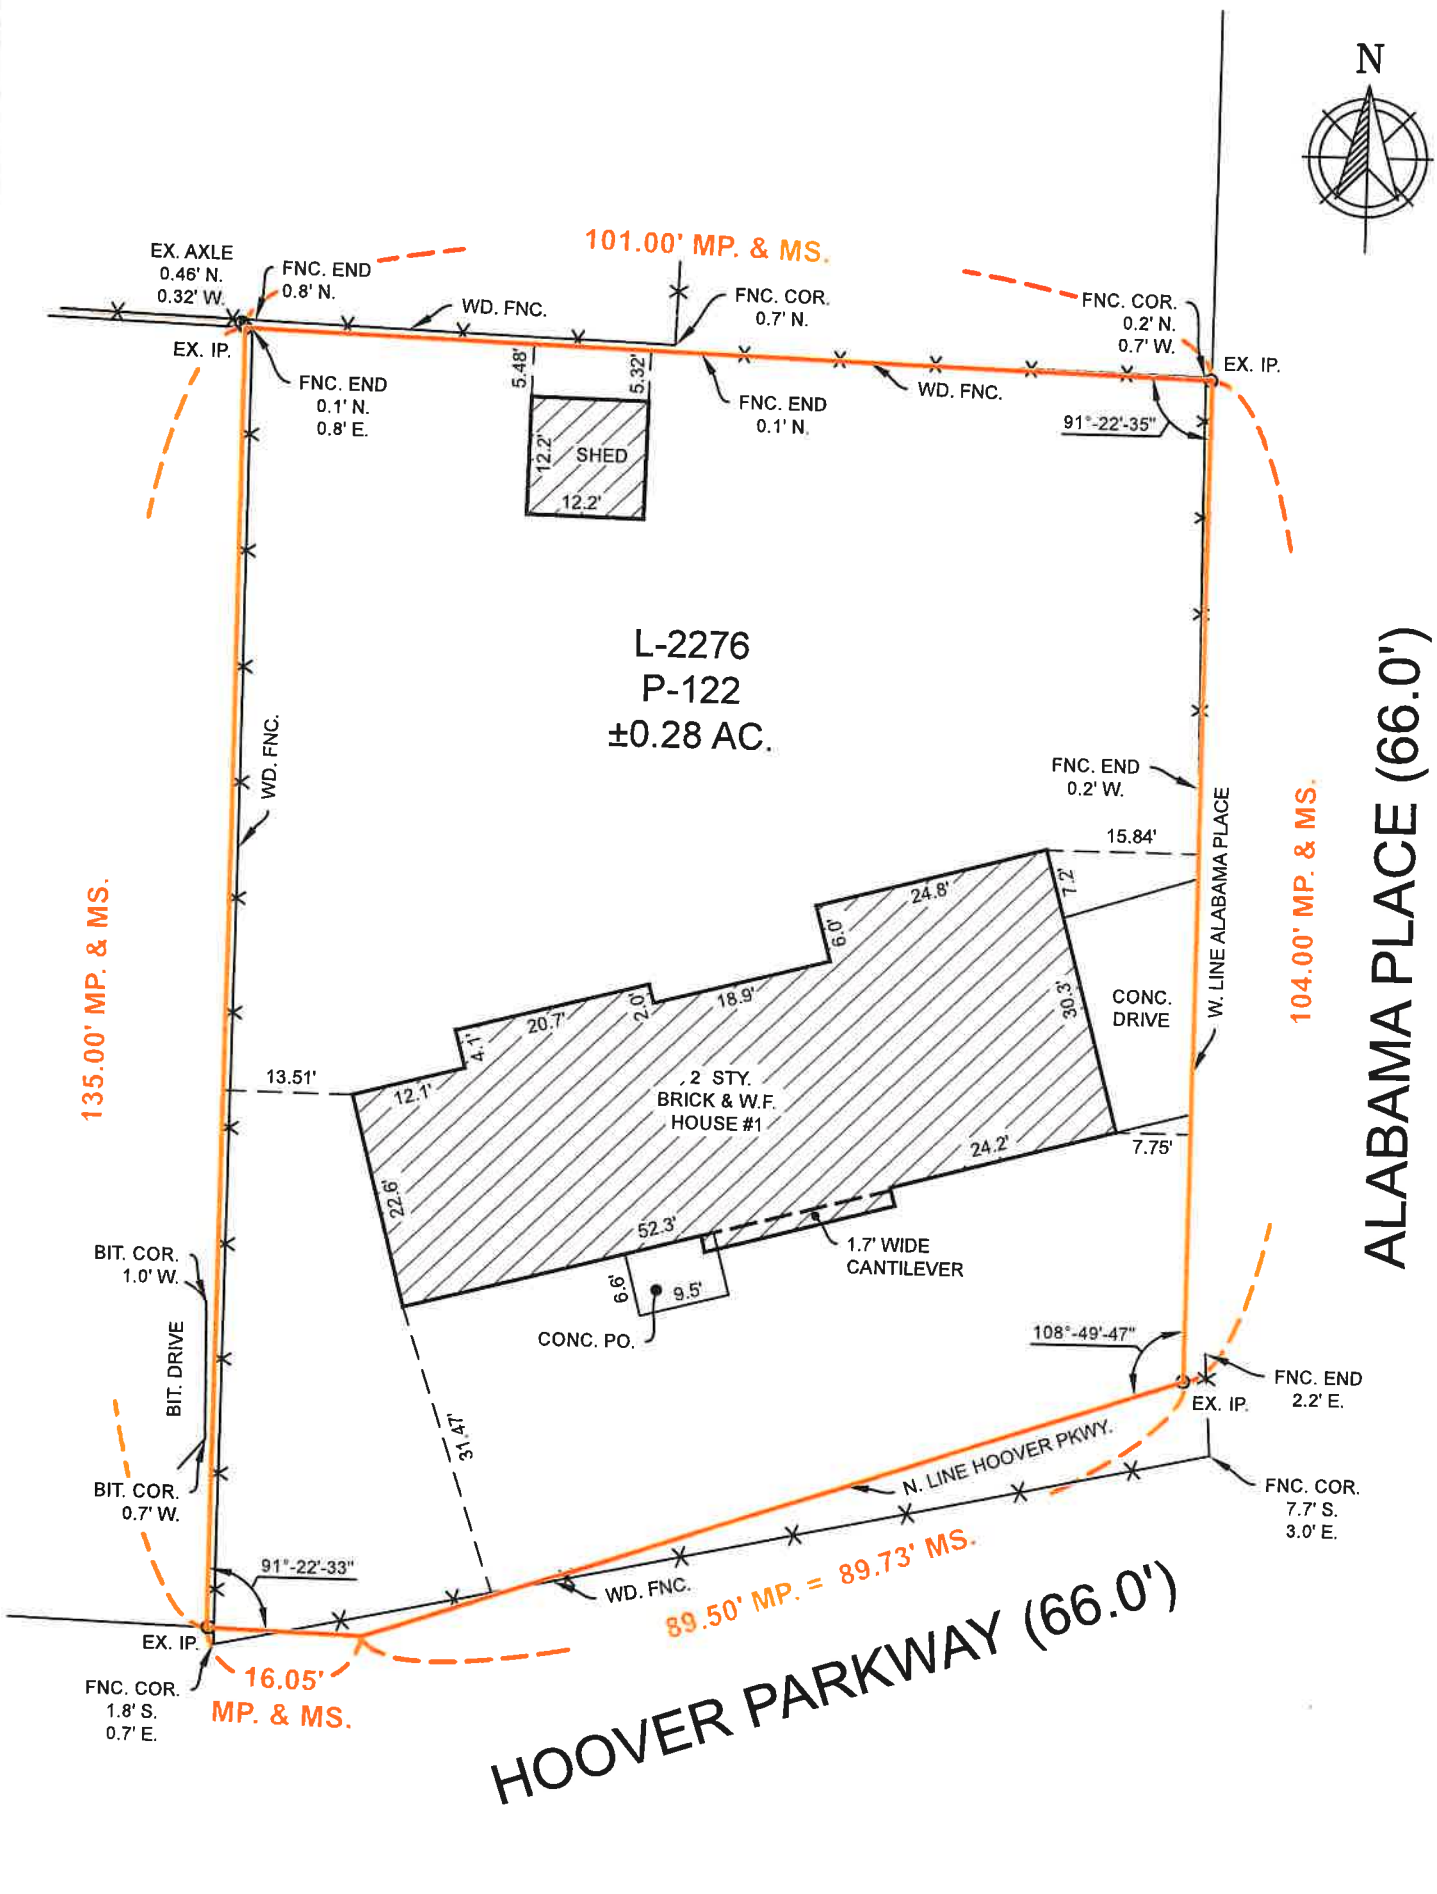 N
101.00' MP. & MS.
EX. AXLE
0.46' N.
0.32' W.
FNC. END
0.8' N.
WD. FNC.
FNC. COR.
0.7' N.
FNC. COR.
0.2' N.
0.7' W.
EX. IP.
EX. IP.
FNC. END
0.1' N.
0.8' E.
5.48'
5.32'
FNC. END
0.1' N.
WD. FNC.
91°-22'-35"
12.2'
SHED
12.2'
L-2276
P-122
±0.28 AC.
WD. FNC.
FNC. END
0.2' W.
W. LINE ALABAMA PLACE
104.00' MP. & MS.
ALABAMA PLACE (66.0')
135.00' MP. & MS.
15.84'
24.8'
7.2'
6.0'
18.9'
2.0'
20.7'
4.1'
12.1'
13.51'
30.3'
CONC.
DRIVE
2 STY.
BRICK & W.F.
HOUSE #1
24.2'
7.75'
22.6'
52.3'
1.7' WIDE
CANTILEVER
6.6'
9.5'
CONC. PO.
BIT. COR.
1.0' W.
BIT. DRIVE
BIT. COR.
0.7' W.
31.47'
108°-49'-47"
FNC. END
2.2' E.
EX. IP.
N. LINE HOOVER PKWY.
FNC. COR.
7.7' S.
3.0' E.
91°-22'-33"
WD. FNC.
89.50' MP. = 89.73' MS.
EX. IP.
16.05'
MP. & MS.
FNC. COR.
1.8' S.
0.7' E.
HOOVER PARKWAY (66.0')